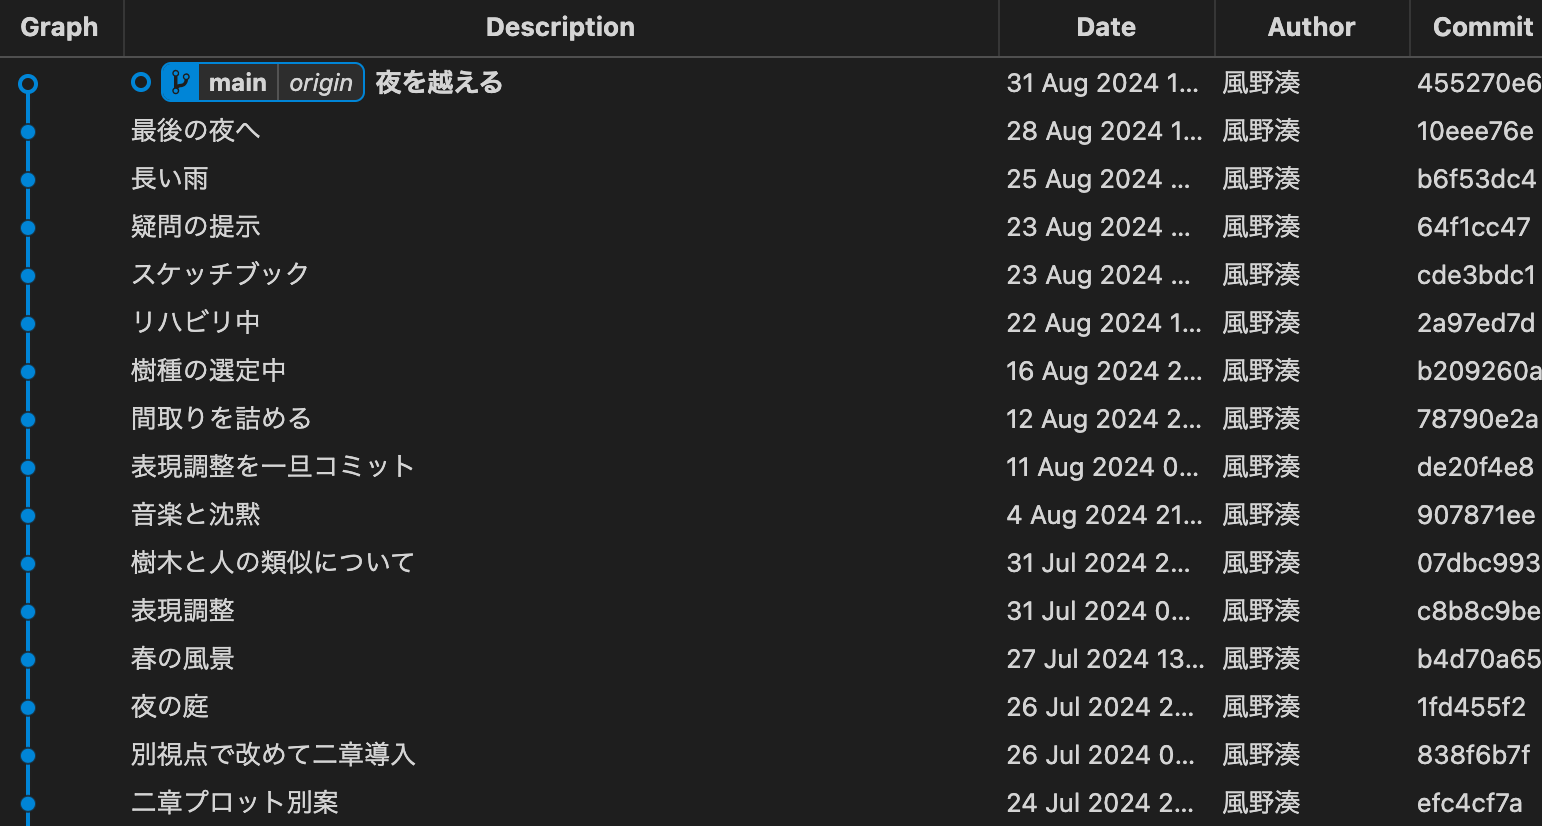 Graph Description Date Author Commit
main origin 夜を越える 31 Aug 2024 1... 風野湊 455270e6
最後の夜へ 28 Aug 2024 1... 風野湊 10eee76e
長い雨 25 Aug 2024 ... 風野湊 b6f53dc4
疑問の提示 23 Aug 2024 ... 風野湊 64f1cc47
スケッチブック 23 Aug 2024 ... 風野湊 cde3bdc1
リハビリ中 22 Aug 2024 1... 風野湊 2a97ed7d
樹種の選定中 16 Aug 2024 2... 風野湊 b209260a
間取りを詰める 12 Aug 2024 2... 風野湊 78790e2a
表現調整を一旦コミット 11 Aug 2024 0... 風野湊 de20f4e8
音楽と沈黙 4 Aug 2024 21... 風野湊 907871ee
樹木と人の類似について 31 Jul 2024 2... 風野湊 07dbc993
表現調整 31 Jul 2024 0... 風野湊 c8b8c9be
春の風景 27 Jul 2024 13... 風野湊 b4d70a65
夜の庭 26 Jul 2024 2... 風野湊 1fd455f2
別視点で改めて二章導入 26 Jul 2024 0... 風野湊 838f6b7f
二章プロット別案 24 Jul 2024 2... 風野湊 efc4cf7a